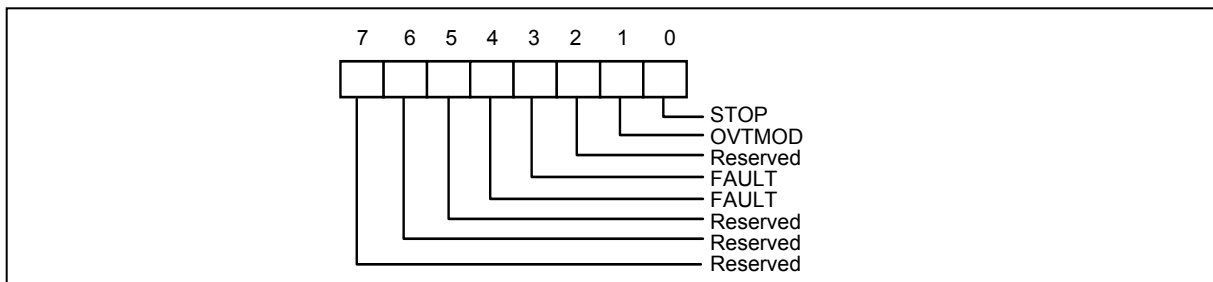 7 6 5 4 3 2 1 0
STOP
OVTMOD
Reserved
FAULT
FAULT
Reserved
Reserved
Reserved